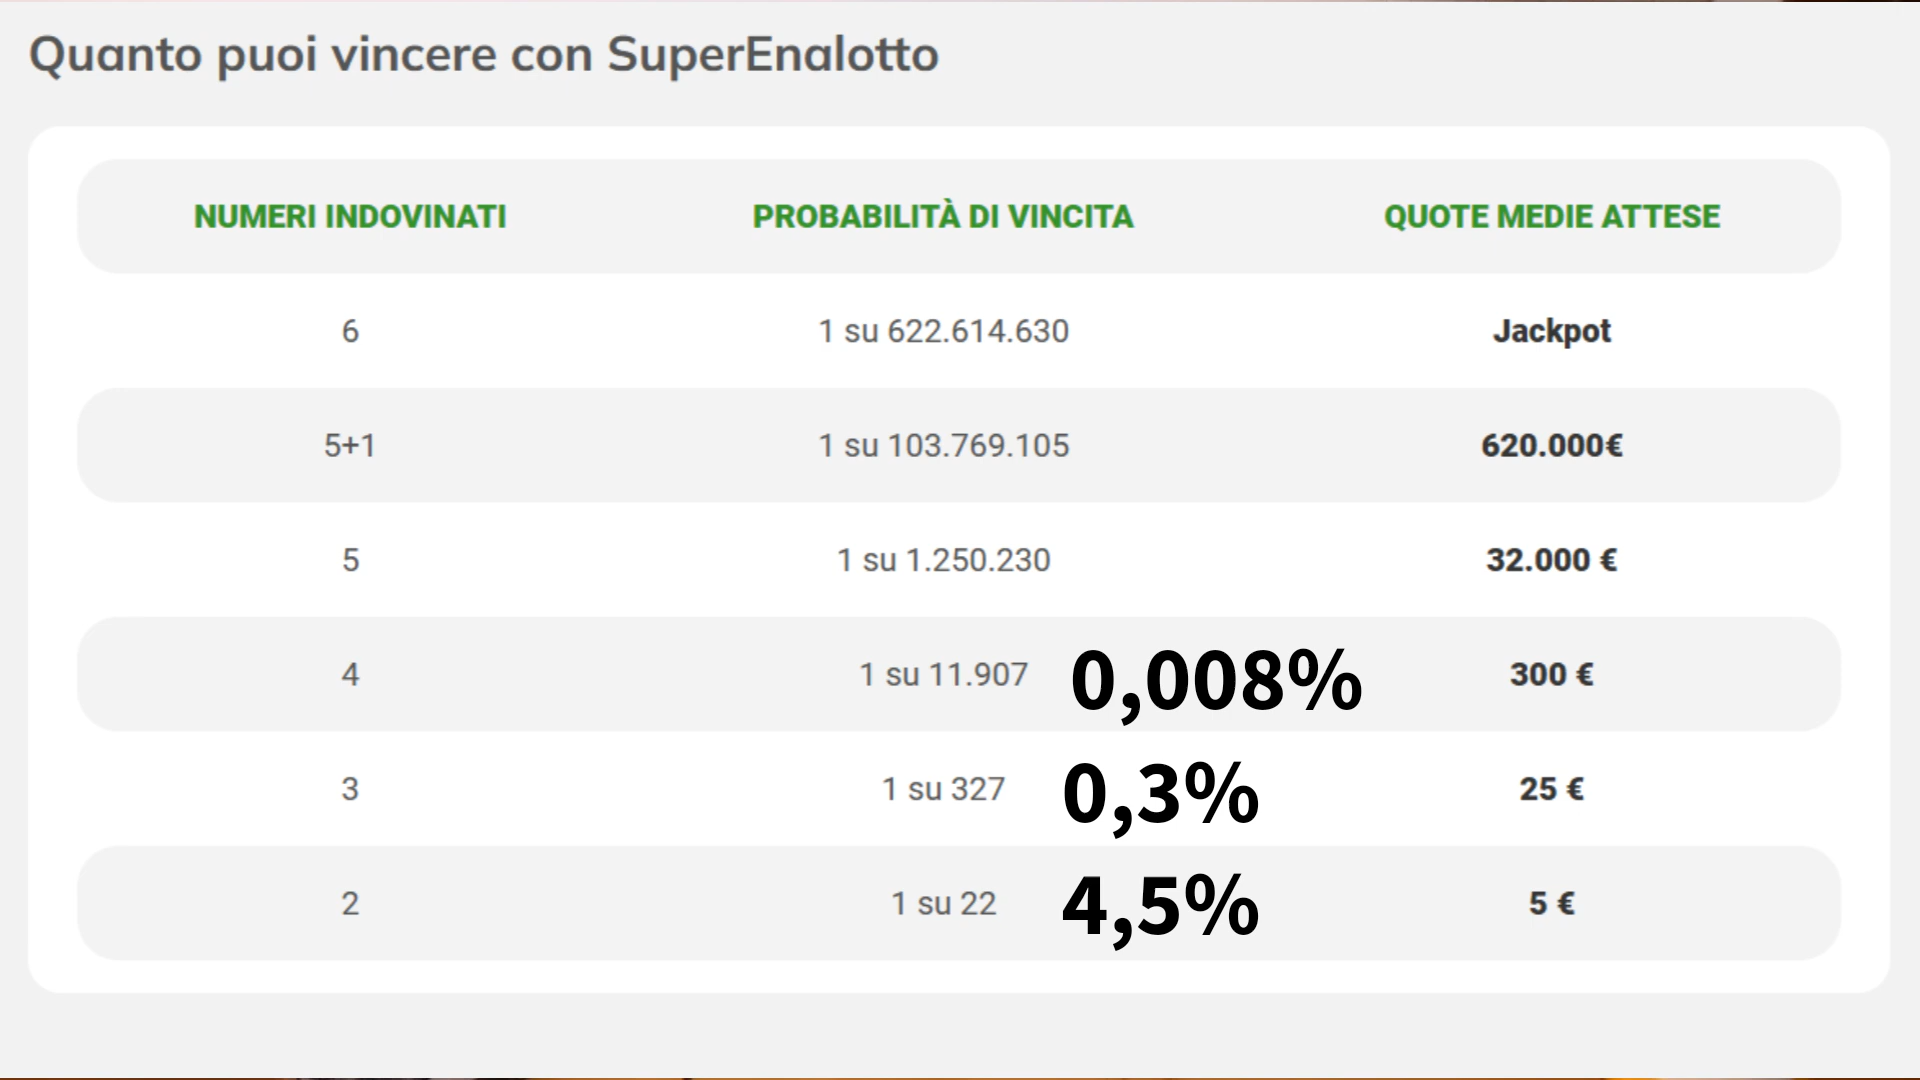 Quanto puoi vincere con SuperEnalotto
NUMERI INDOVINATI PROBABILITÀ DI VINCITA QUOTE MEDIE ATTESE
6 1 su 622.614.630 Jackpot
5+1 1 su 103.769.105 620.000€
5 1 su 1.250.230 32.000 €
4 1 su 11.907 0,008% 300 €
3 1 su 327 0,3% 25 €
2 1 su 22 4,5% 5 €